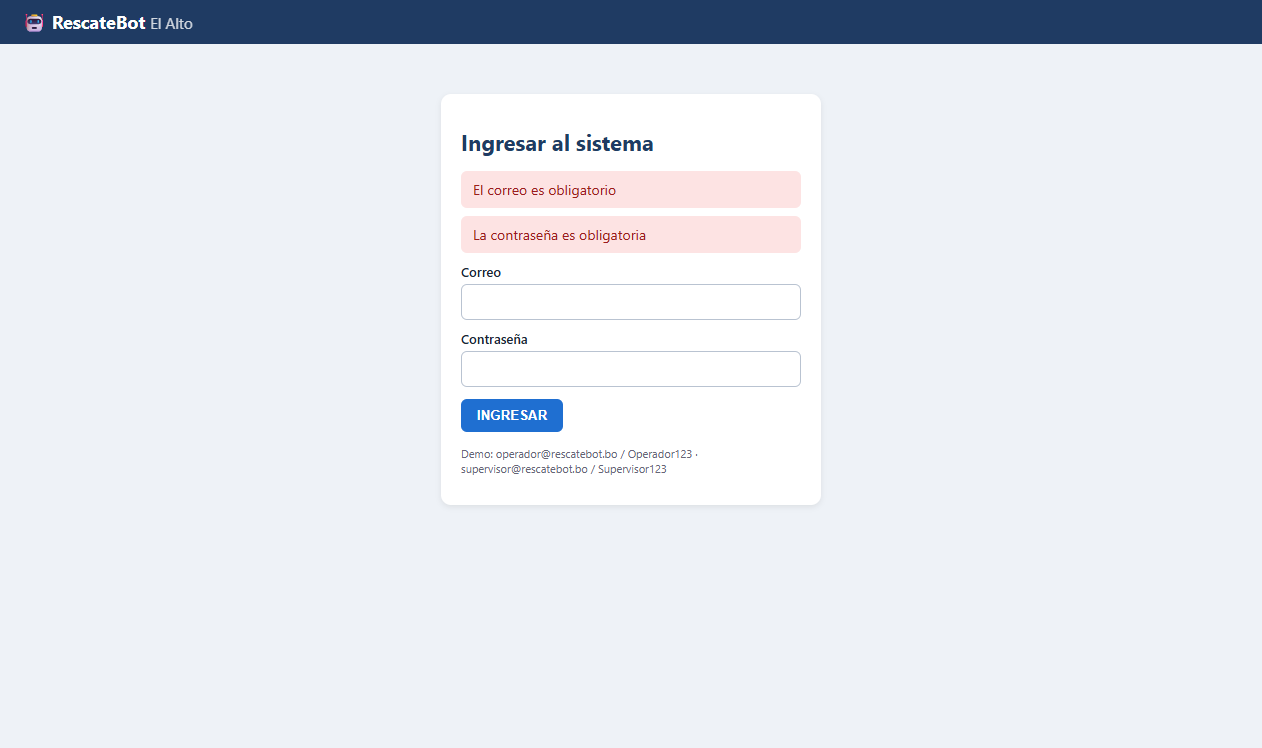 RescateBot El Alto
Ingresar al sistema
El correo es obligatorio
La contraseña es obligatoria
Correo
Contraseña
INGRESAR
Demo: operador@rescatebot.bo / Operador123 ·
supervisor@rescatebot.bo / Supervisor123